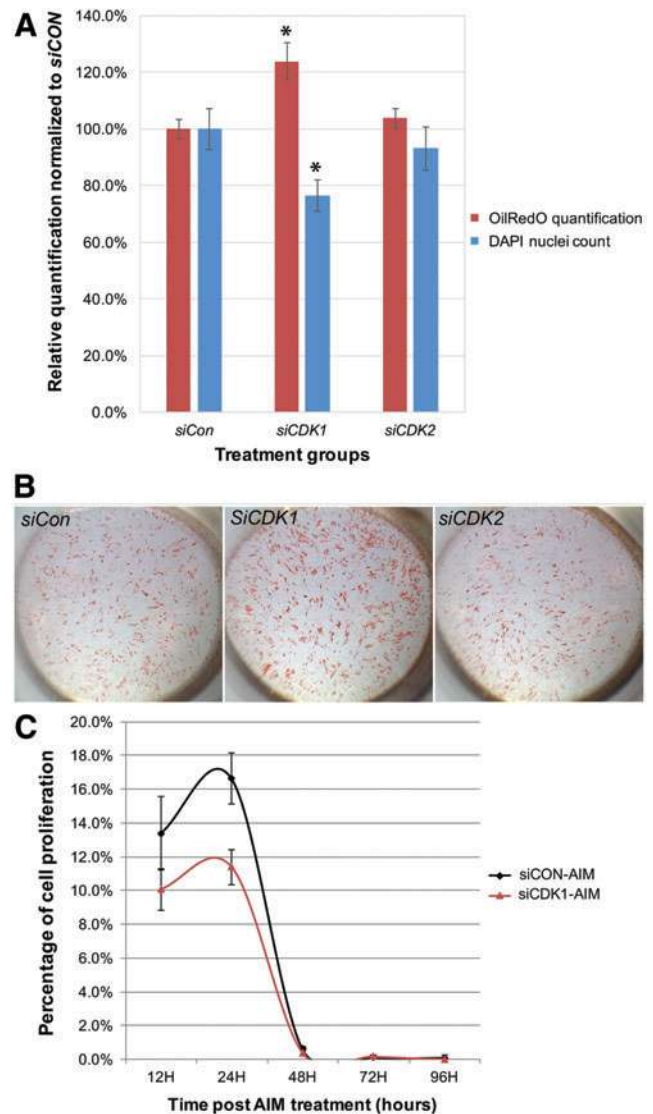 A
140.0%
120.0%
100.0%
80.0%
60.0%
40.0%
20.0%
0.0%
Relative quantification normalized to siCON
*
*
siCon
siCDK1
siCDK2
Treatment groups
OilRedO quantification
DAPI nuclei count
B
siCon
SiCDK1
siCDK2
C
20.0%
18.0%
16.0%
14.0%
12.0%
10.0%
8.0%
6.0%
4.0%
2.0%
0.0%
Percentage of cell proliferation
12H
24H
48H
72H
96H
Time post AIM treatment (hours)
siCON-AIM
siCDK1-AIM